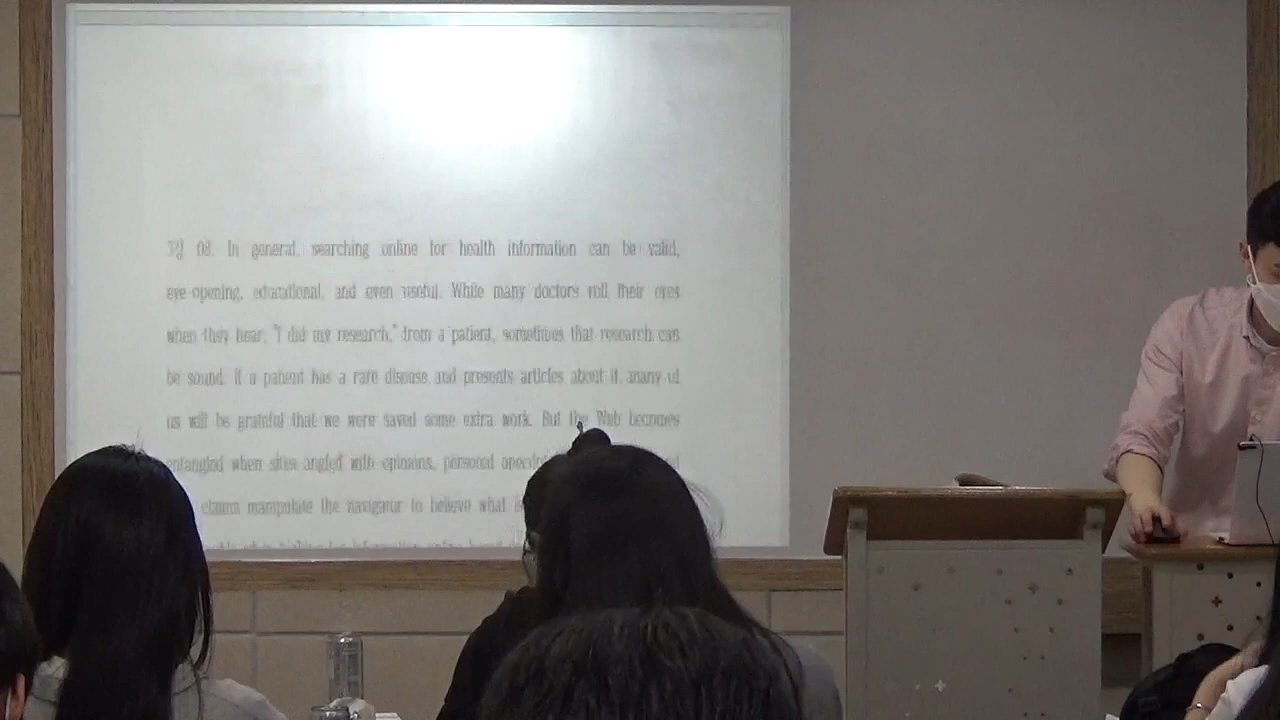 03. In general, searching online for health information can be valid,
eye-opening, educational, and even useful. While many doctors roll their eyes
when they hear, "I did my research," from a patient, sometimes that research can
be sound. If a patient has a rare disease and presents articles about it, many of
us will be grateful that we were saved some extra work. But the Web becomes
entangled when sites angled with opinions, personal
claims manipulate the navigator to believe what is